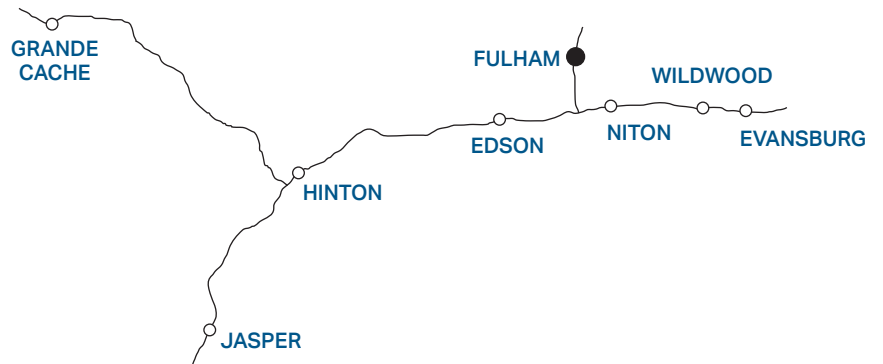 GRANDE
CACHE
FULHAM
WILDWOOD
EDSON
NITON
EVANSBURG
HINTON
JASPER